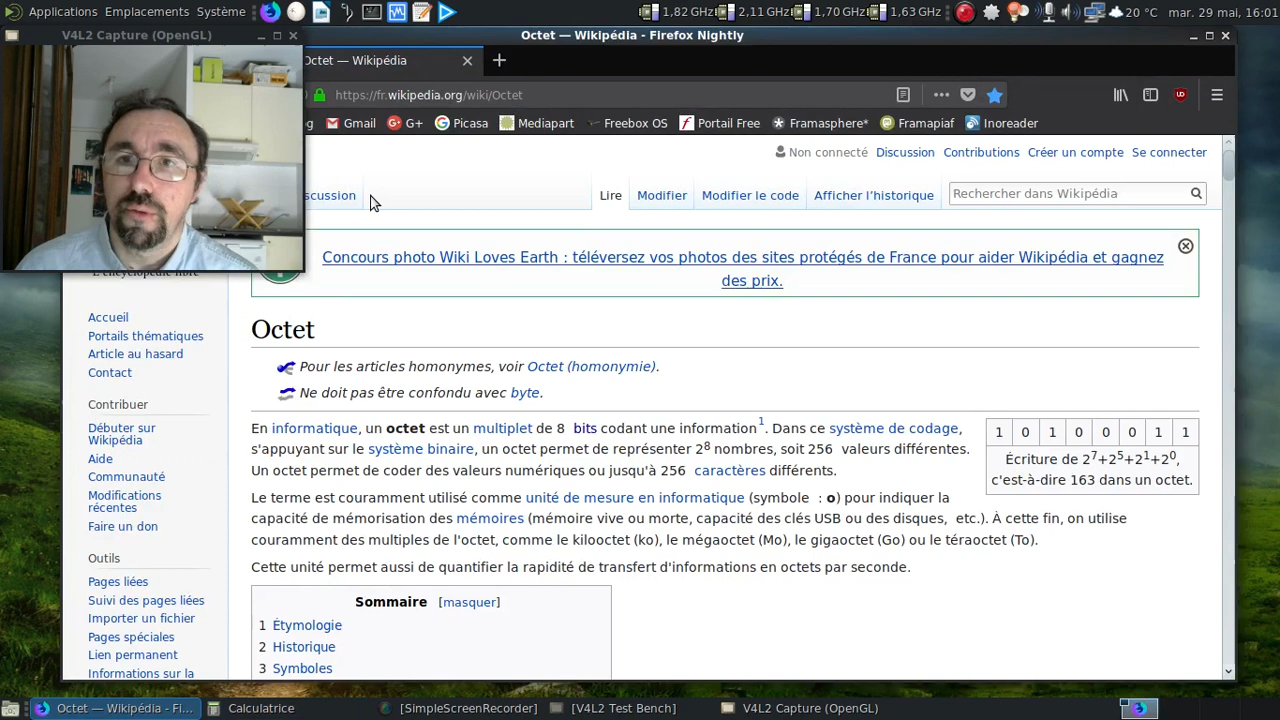 Applications Emplacements Système 1,82 GHz 2,11 GHz 1,70 GHz 1,63 GHz 20 °C mar. 29 mai, 16:01
V4L2 Capture (OpenGL)
Octet — Wikipédia - Firefox Nightly
Octet — Wikipédia
https://fr.wikipedia.org/wiki/Octet
Gmail G+ Picasa Mediapart Freebox OS Portail Free Framasphere* Framapiaf Inoreader
Non connecté Discussion Contributions Créer un compte Se connecter
scussion Lire Modifier Modifier le code Afficher l’historique Rechercher dans Wikipédia
Concours photo Wiki Loves Earth : téléversez vos photos des sites protégés de France pour aider Wikipédia et gagnez
des prix.
L'encyclopédie libre
Accueil
Portails thématiques
Article au hasard
Contact
Contribuer
Débuter sur
Wikipédia
Aide
Communauté
Modifications
récentes
Faire un don
Outils
Pages liées
Suivi des pages liées
Importer un fichier
Pages spéciales
Lien permanent
Informations sur la
Octet
Pour les articles homonymes, voir Octet (homonymie).
Ne doit pas être confondu avec byte.
En informatique, un octet est un multiplet de 8 bits codant une information1. Dans ce système de codage,
s'appuyant sur le système binaire, un octet permet de représenter 2⁸ nombres, soit 256 valeurs différentes.
Un octet permet de coder des valeurs numériques ou jusqu'à 256 caractères différents.
1 0 1 0 0 0 1 1
Écriture de 2⁷+2⁵+2¹+2⁰,
c'est-à-dire 163 dans un octet.
Le terme est couramment utilisé comme unité de mesure en informatique (symbole : o) pour indiquer la
capacité de mémorisation des mémoires (mémoire vive ou morte, capacité des clés USB ou des disques, etc.). À cette fin, on utilise
couramment des multiples de l'octet, comme le kilooctet (ko), le mégaoctet (Mo), le gigaoctet (Go) ou le téraoctet (To).
Cette unité permet aussi de quantifier la rapidité de transfert d'informations en octets par seconde.
Sommaire [masquer]
1 Étymologie
2 Historique
3 Symboles
Octet — Wikipédia - Fi... Calculatrice [SimpleScreenRecorder] [V4L2 Test Bench] V4L2 Capture (OpenGL)